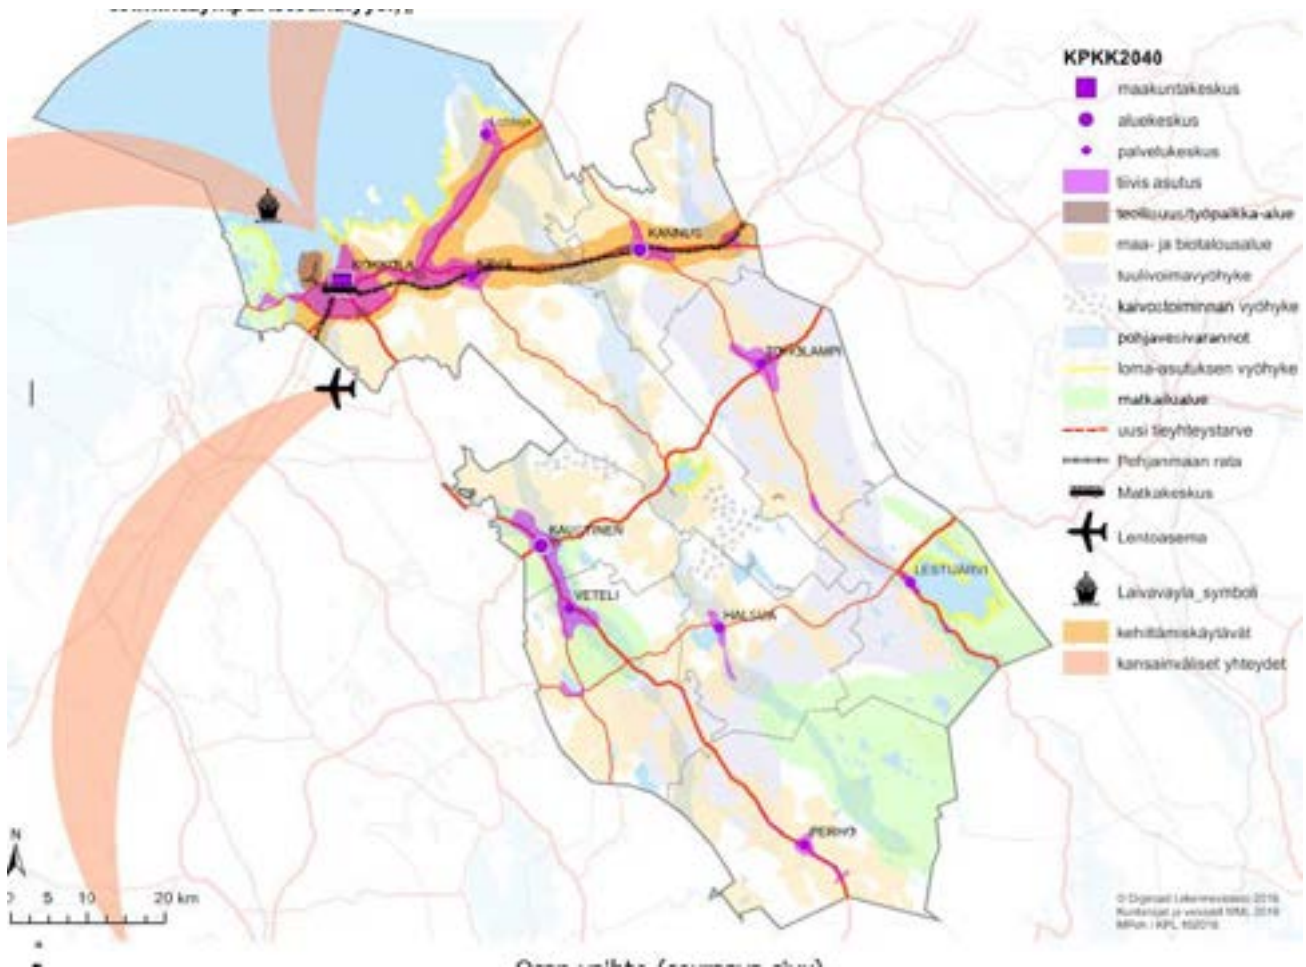 KPKK2040
maakuntakeskus
aluekeskus
palvelukeskus
tiivis asutus
teollisuus/työpaikka-alue
maa- ja biotalousalue
tuulivoimavyöhyke
kaivostoiminnan vyöhyke
pohjavesivarannot
loma-asutuksen vyöhyke
matkailualue
uusi tieyhteystarve
Pohjanmaan rata
Matkakeskus
Lentoasema
Laivavayla_symboli
kehittämiskäytävät
kansainväliset yhteydet
Lohtaja
KANNUS
KOKKOLA
TOHOLAMPI
KAUSTINEN
LESTIJÄRVI
VETELI
HALSUA
PERHO
N
0 5 10 20 km